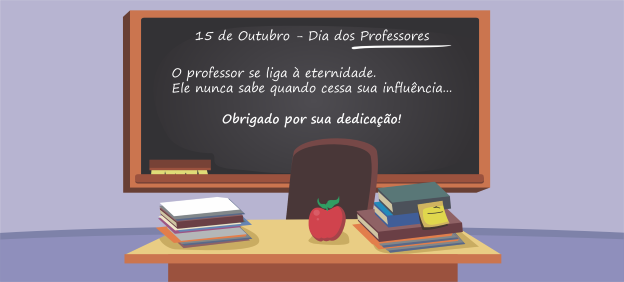 15 de Outubro - Dia dos Professores
O professor se liga à eternidade.
Ele nunca sabe quando cessa sua influência...
Obrigado por sua dedicação!